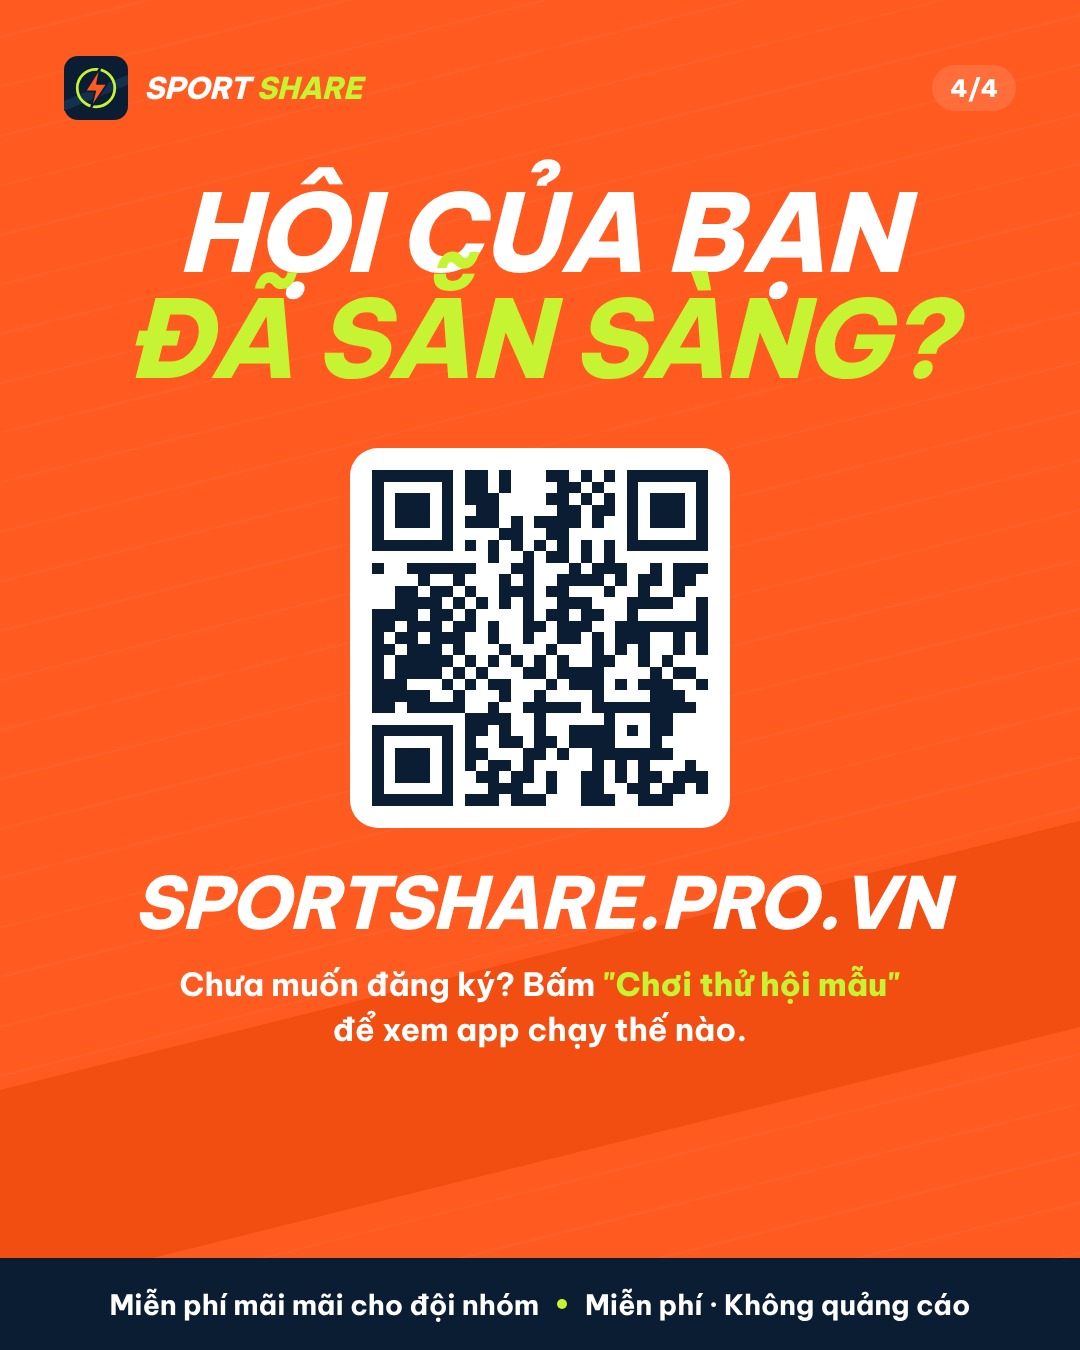 SPORT SHARE
4/4
HỘI CỦA BẠN
ĐÃ SẴN SÀNG?
SPORTSHARE.PRO.VN
Chưa muốn đăng ký? Bấm "Chơi thử hội mẫu"
để xem app chạy thế nào.
Miễn phí mãi mãi cho đội nhóm • Miễn phí · Không quảng cáo